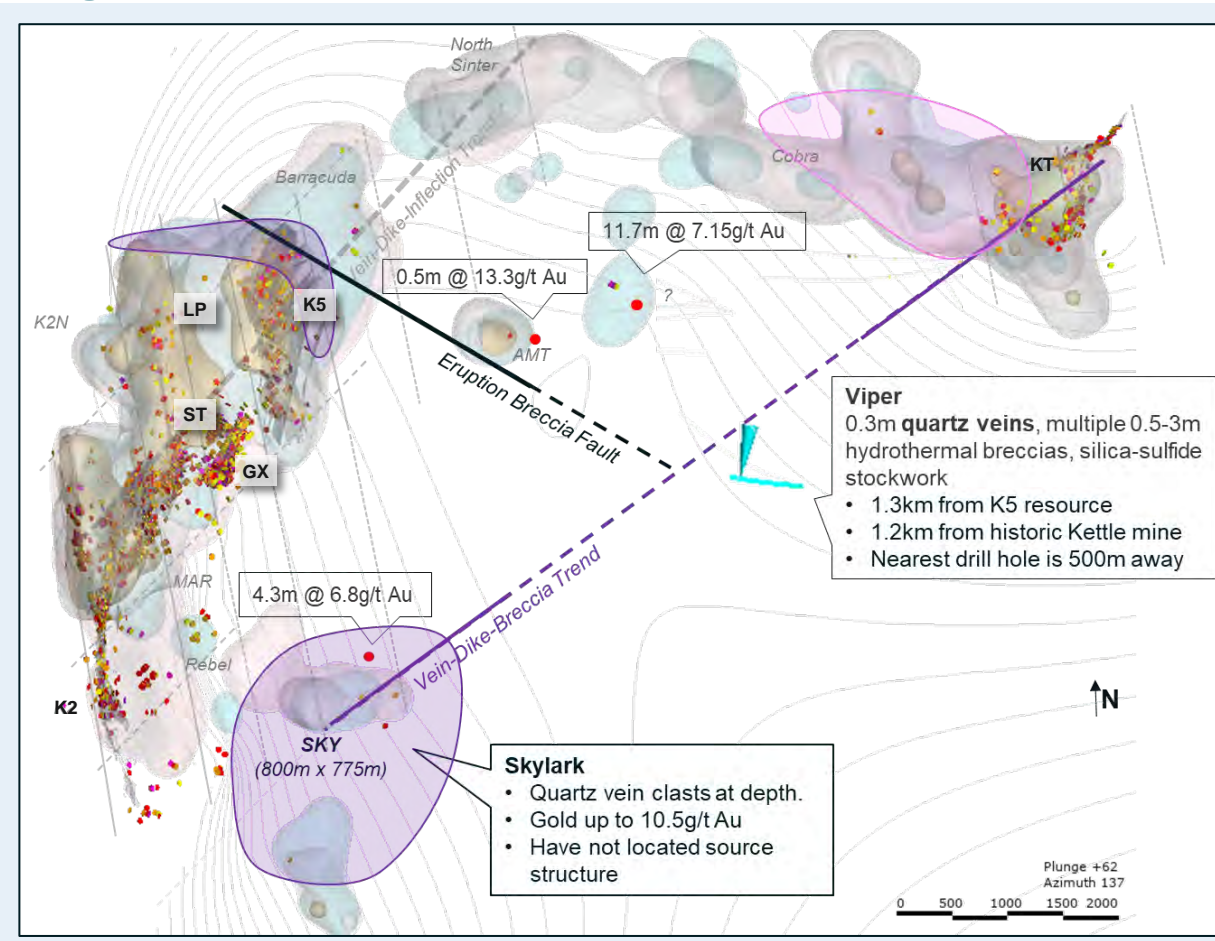 North
Sinter
Barracuda
Cobra
KT
11.7m @ 7.15g/t Au
0.5m @ 13.3g/t Au
?
K2N
LP
K5
AMT
Eruption Breccia Fault
ST
GX
Viper
0.3m quartz veins, multiple 0.5-3m
hydrothermal breccias, silica-sulfide
stockwork
• 1.3km from K5 resource
• 1.2km from historic Kettle mine
• Nearest drill hole is 500m away
MAR
4.3m @ 6.8g/t Au
Vein-Dike-Breccia Trend
Rebel
K2
N
SKY
(800m x 775m)
Skylark
• Quartz vein clasts at depth.
• Gold up to 10.5g/t Au
• Have not located source
structure
Plunge +62
Azimuth 137
0 500 1000 1500 2000